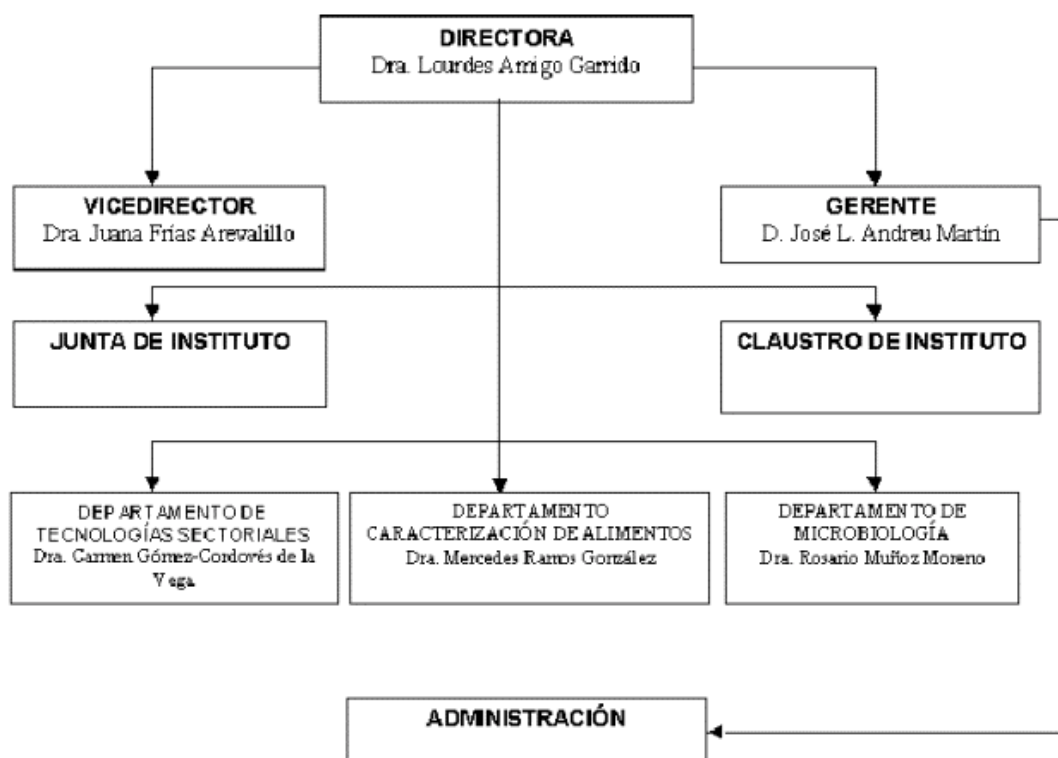 DIRECTORA
Dra. Lourdes Amigo Garrido
VICEDIRECTOR
Dra. Juana Frías Arevalillo
GERENTE
D. José L. Andreu Martín
JUNTA DE INSTITUTO
CLAUSTRO DE INSTITUTO
DEPARTAMENTO DE
TECNOLOGÍAS SECTORIALES
Dra. Carmen Gómez-Cordovés de la
Vega
DEPARTAMENTO
CARACTERIZACIÓN DE ALIMENTOS
Dra. Mercedes Ramos González
DEPARTAMENTO DE
MICROBIOLOGÍA
Dra. Rosario Muñoz Moreno
ADMINISTRACIÓN